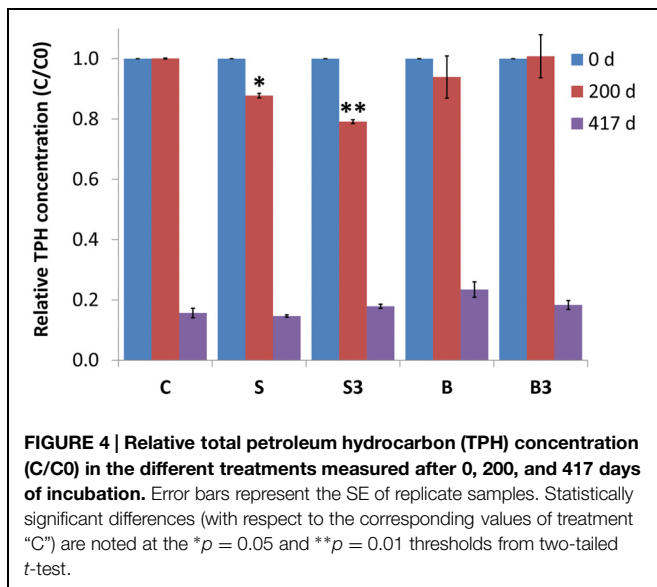 Relative TPH concentration (C/C0)
1.0
0.8
0.6
0.4
0.2
0.0
*
**
0 d
200 d
417 d
C S S3 B B3
FIGURE 4 | Relative total petroleum hydrocarbon (TPH) concentration
(C/C0) in the different treatments measured after 0, 200, and 417 days
of incubation. Error bars represent the SE of replicate samples. Statistically
significant differences (with respect to the corresponding values of treatment
“C”) are noted at the *p = 0.05 and **p = 0.01 thresholds from two-tailed
t-test.